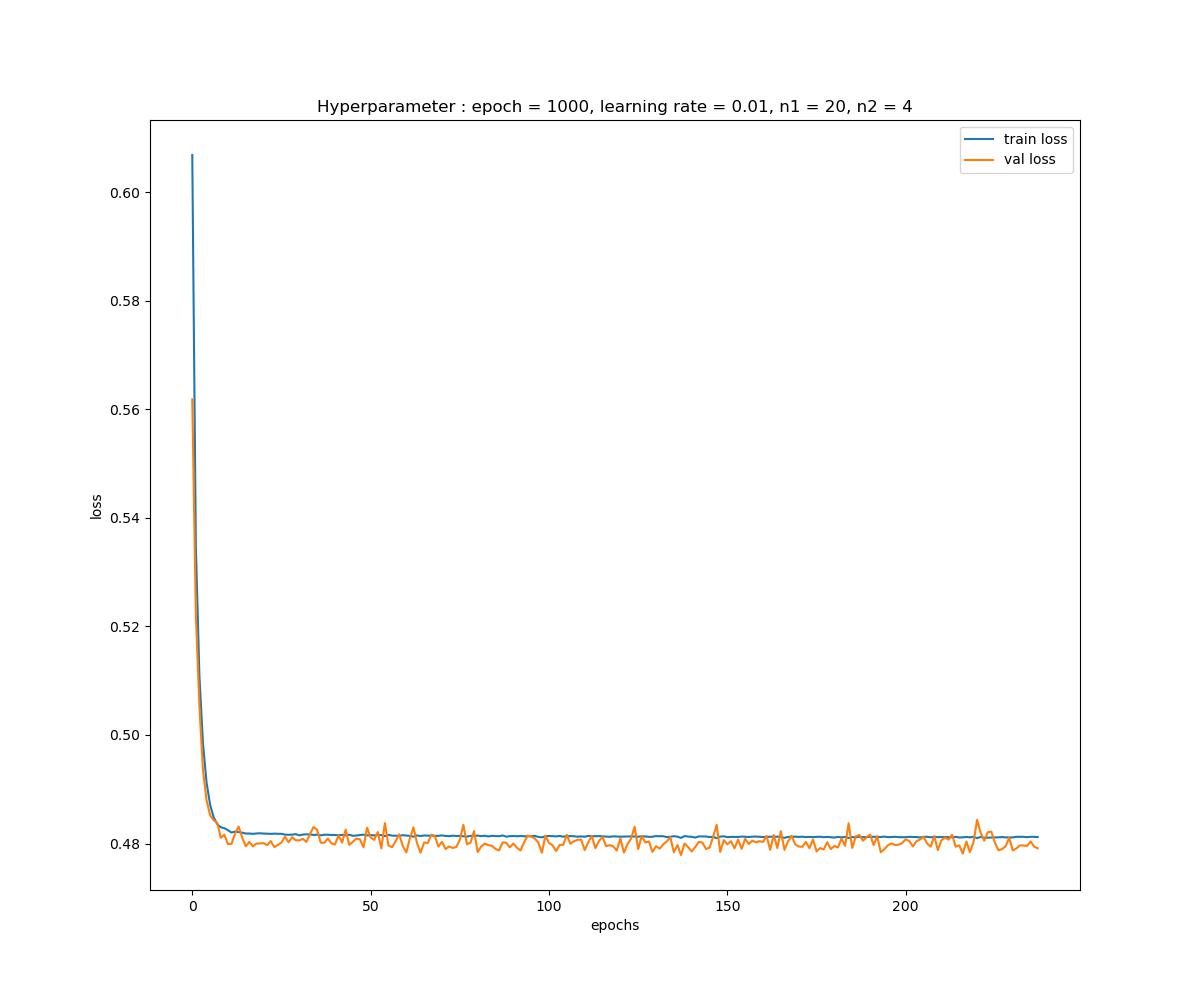 Hyperparameter : epoch = 1000, learning rate = 0.01, n1 = 20, n2 = 4
train loss
val loss
0.60
0.58
0.56
0.54
0.52
0.50
0.48
loss
0
50
100
150
200
epochs